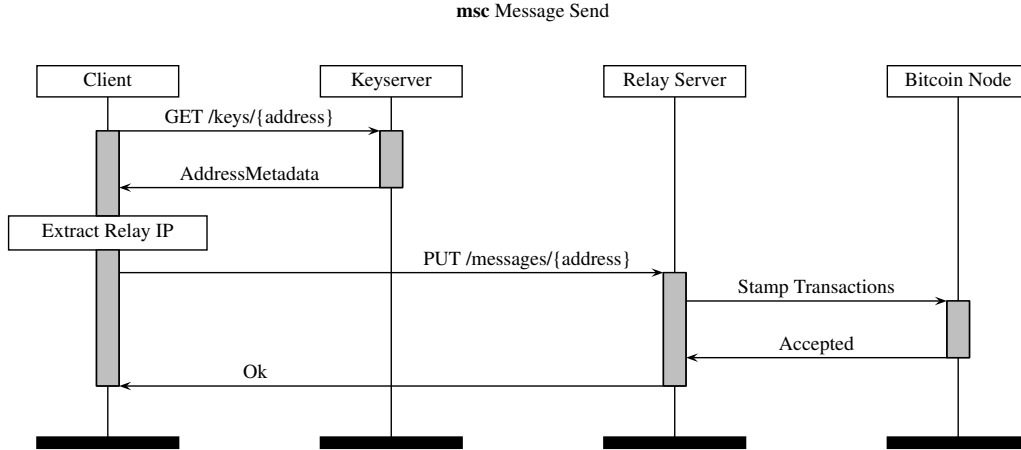 msc Message Send
Client
Keyserver
Relay Server
Bitcoin Node
GET /keys/{address}
AddressMetadata
Extract Relay IP
PUT /messages/{address}
Stamp Transactions
Accepted
Ok